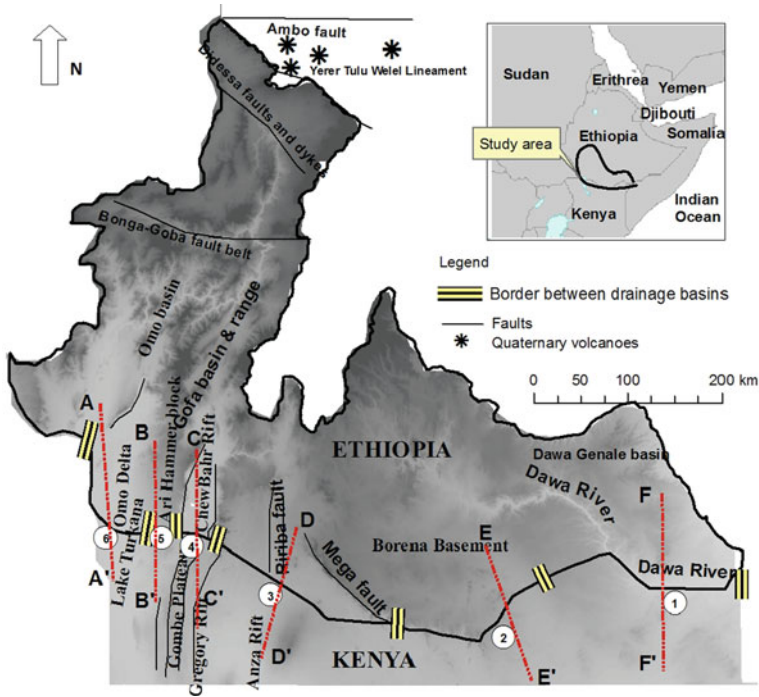 N
Ambo fault
Yerer Tulu Welel Lineament
Didessa faults and dykes
Bonga-Goba fault belt
Sudan
Erithrea
Yemen
Djibouti
Ethiopia
Somalia
Study area
Kenya
Indian
Ocean
Legend
Border between drainage basins
Faults
Quaternary volcanoes
0 50 100 200 km
Omo basin
Gofa basin & range
A
B
C
Omo Delta
Ari Hammer block
ChewBahr Rift
ETHIOPIA
Dawa Genale basin
Dawa River
F
D
E
Piriba fault
Mega fault
Borena Basement
Dawa River
6
5
4
3
2
1
Lake Turkana
Gombe Plateau
Gregory Rift
Anza Rift
A'
B'
C'
D'
KENYA
E'
F'